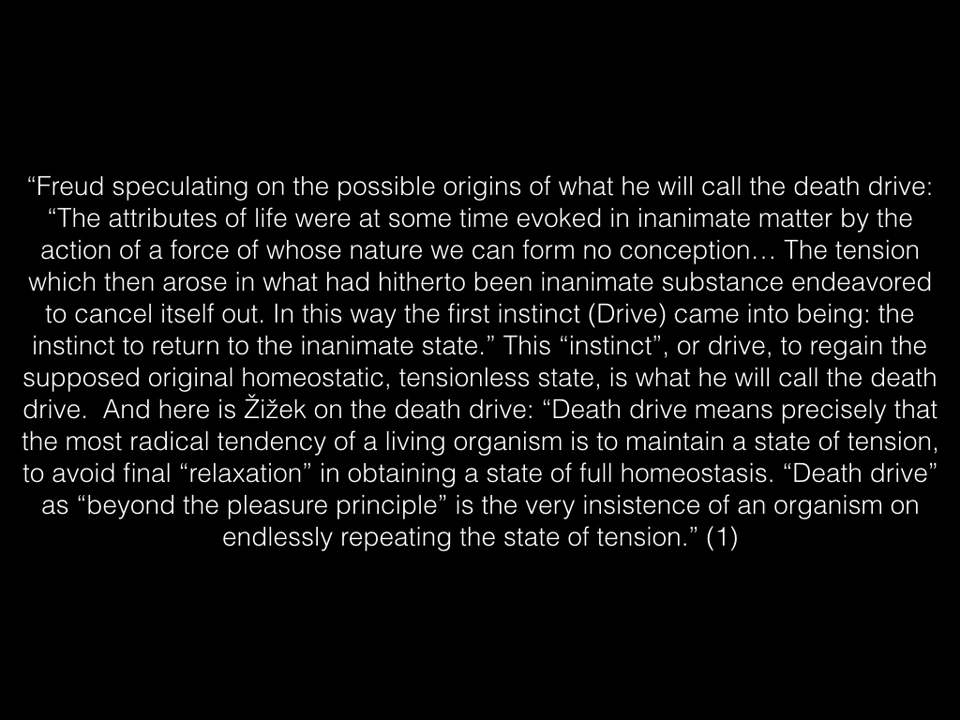 “Freud speculating on the possible origins of what he will call the death drive:
“The attributes of life were at some time evoked in inanimate matter by the
action of a force of whose nature we can form no conception… The tension
which then arose in what had hitherto been inanimate substance endeavored
to cancel itself out. In this way the first instinct (Drive) came into being: the
instinct to return to the inanimate state.” This “instinct”, or drive, to regain the
supposed original homeostatic, tensionless state, is what he will call the death
drive.  And here is Žižek on the death drive: “Death drive means precisely that
the most radical tendency of a living organism is to maintain a state of tension,
to avoid final “relaxation” in obtaining a state of full homeostasis. “Death drive”
as “beyond the pleasure principle” is the very insistence of an organism on
endlessly repeating the state of tension.” (1)